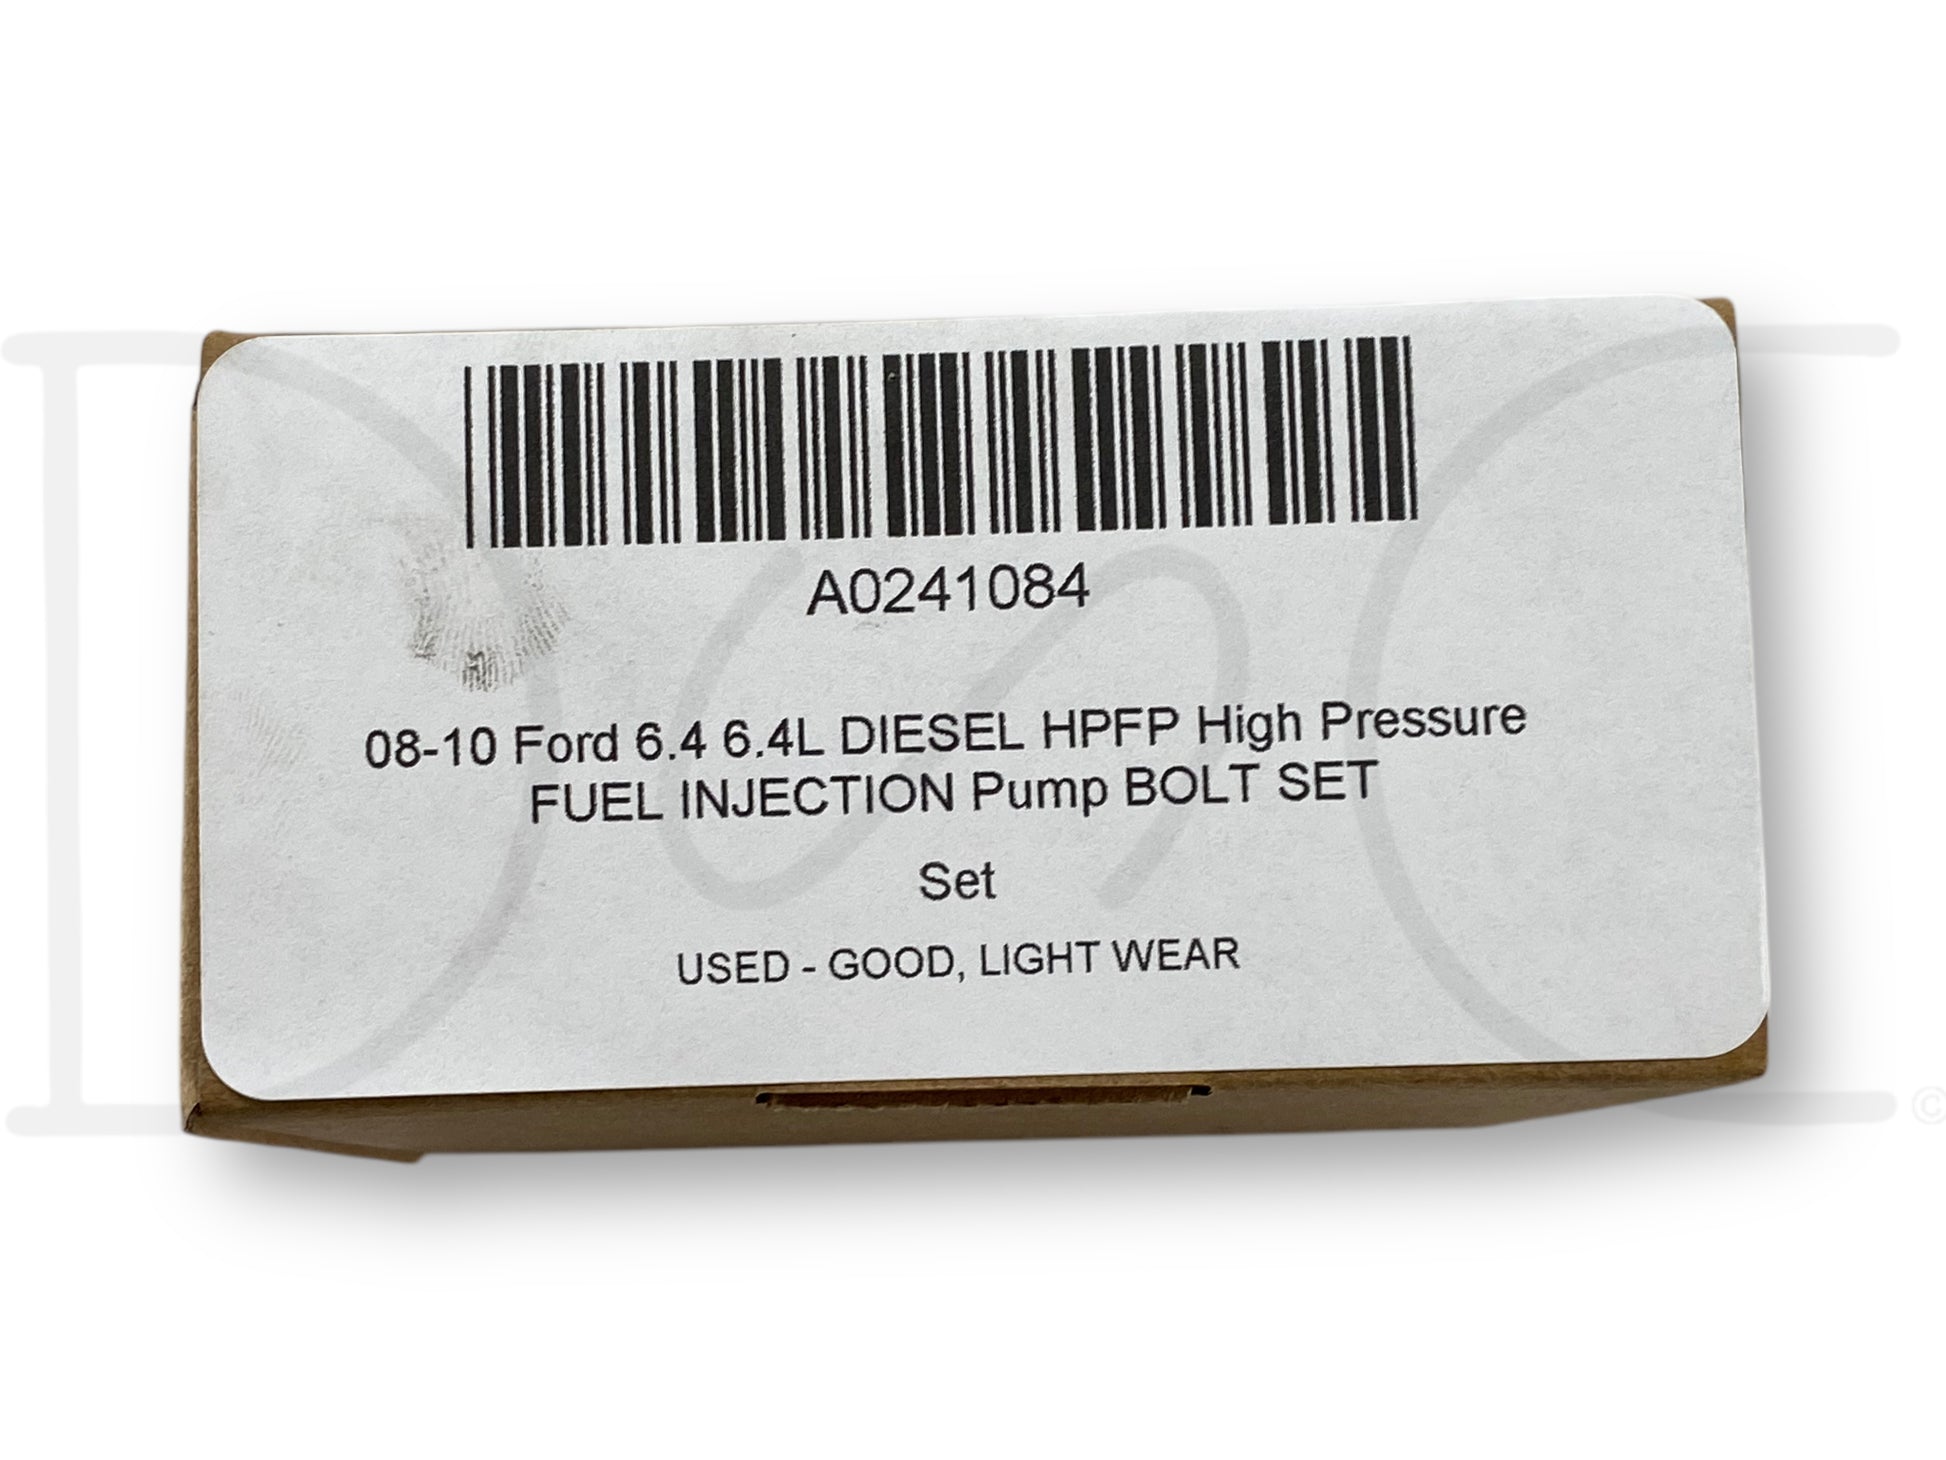 A0241084
08-10 Ford 6.4 6.4L DIESEL HPFP High Pressure
FUEL INJECTION Pump BOLT SET
Set
USED - GOOD, LIGHT WEAR
©